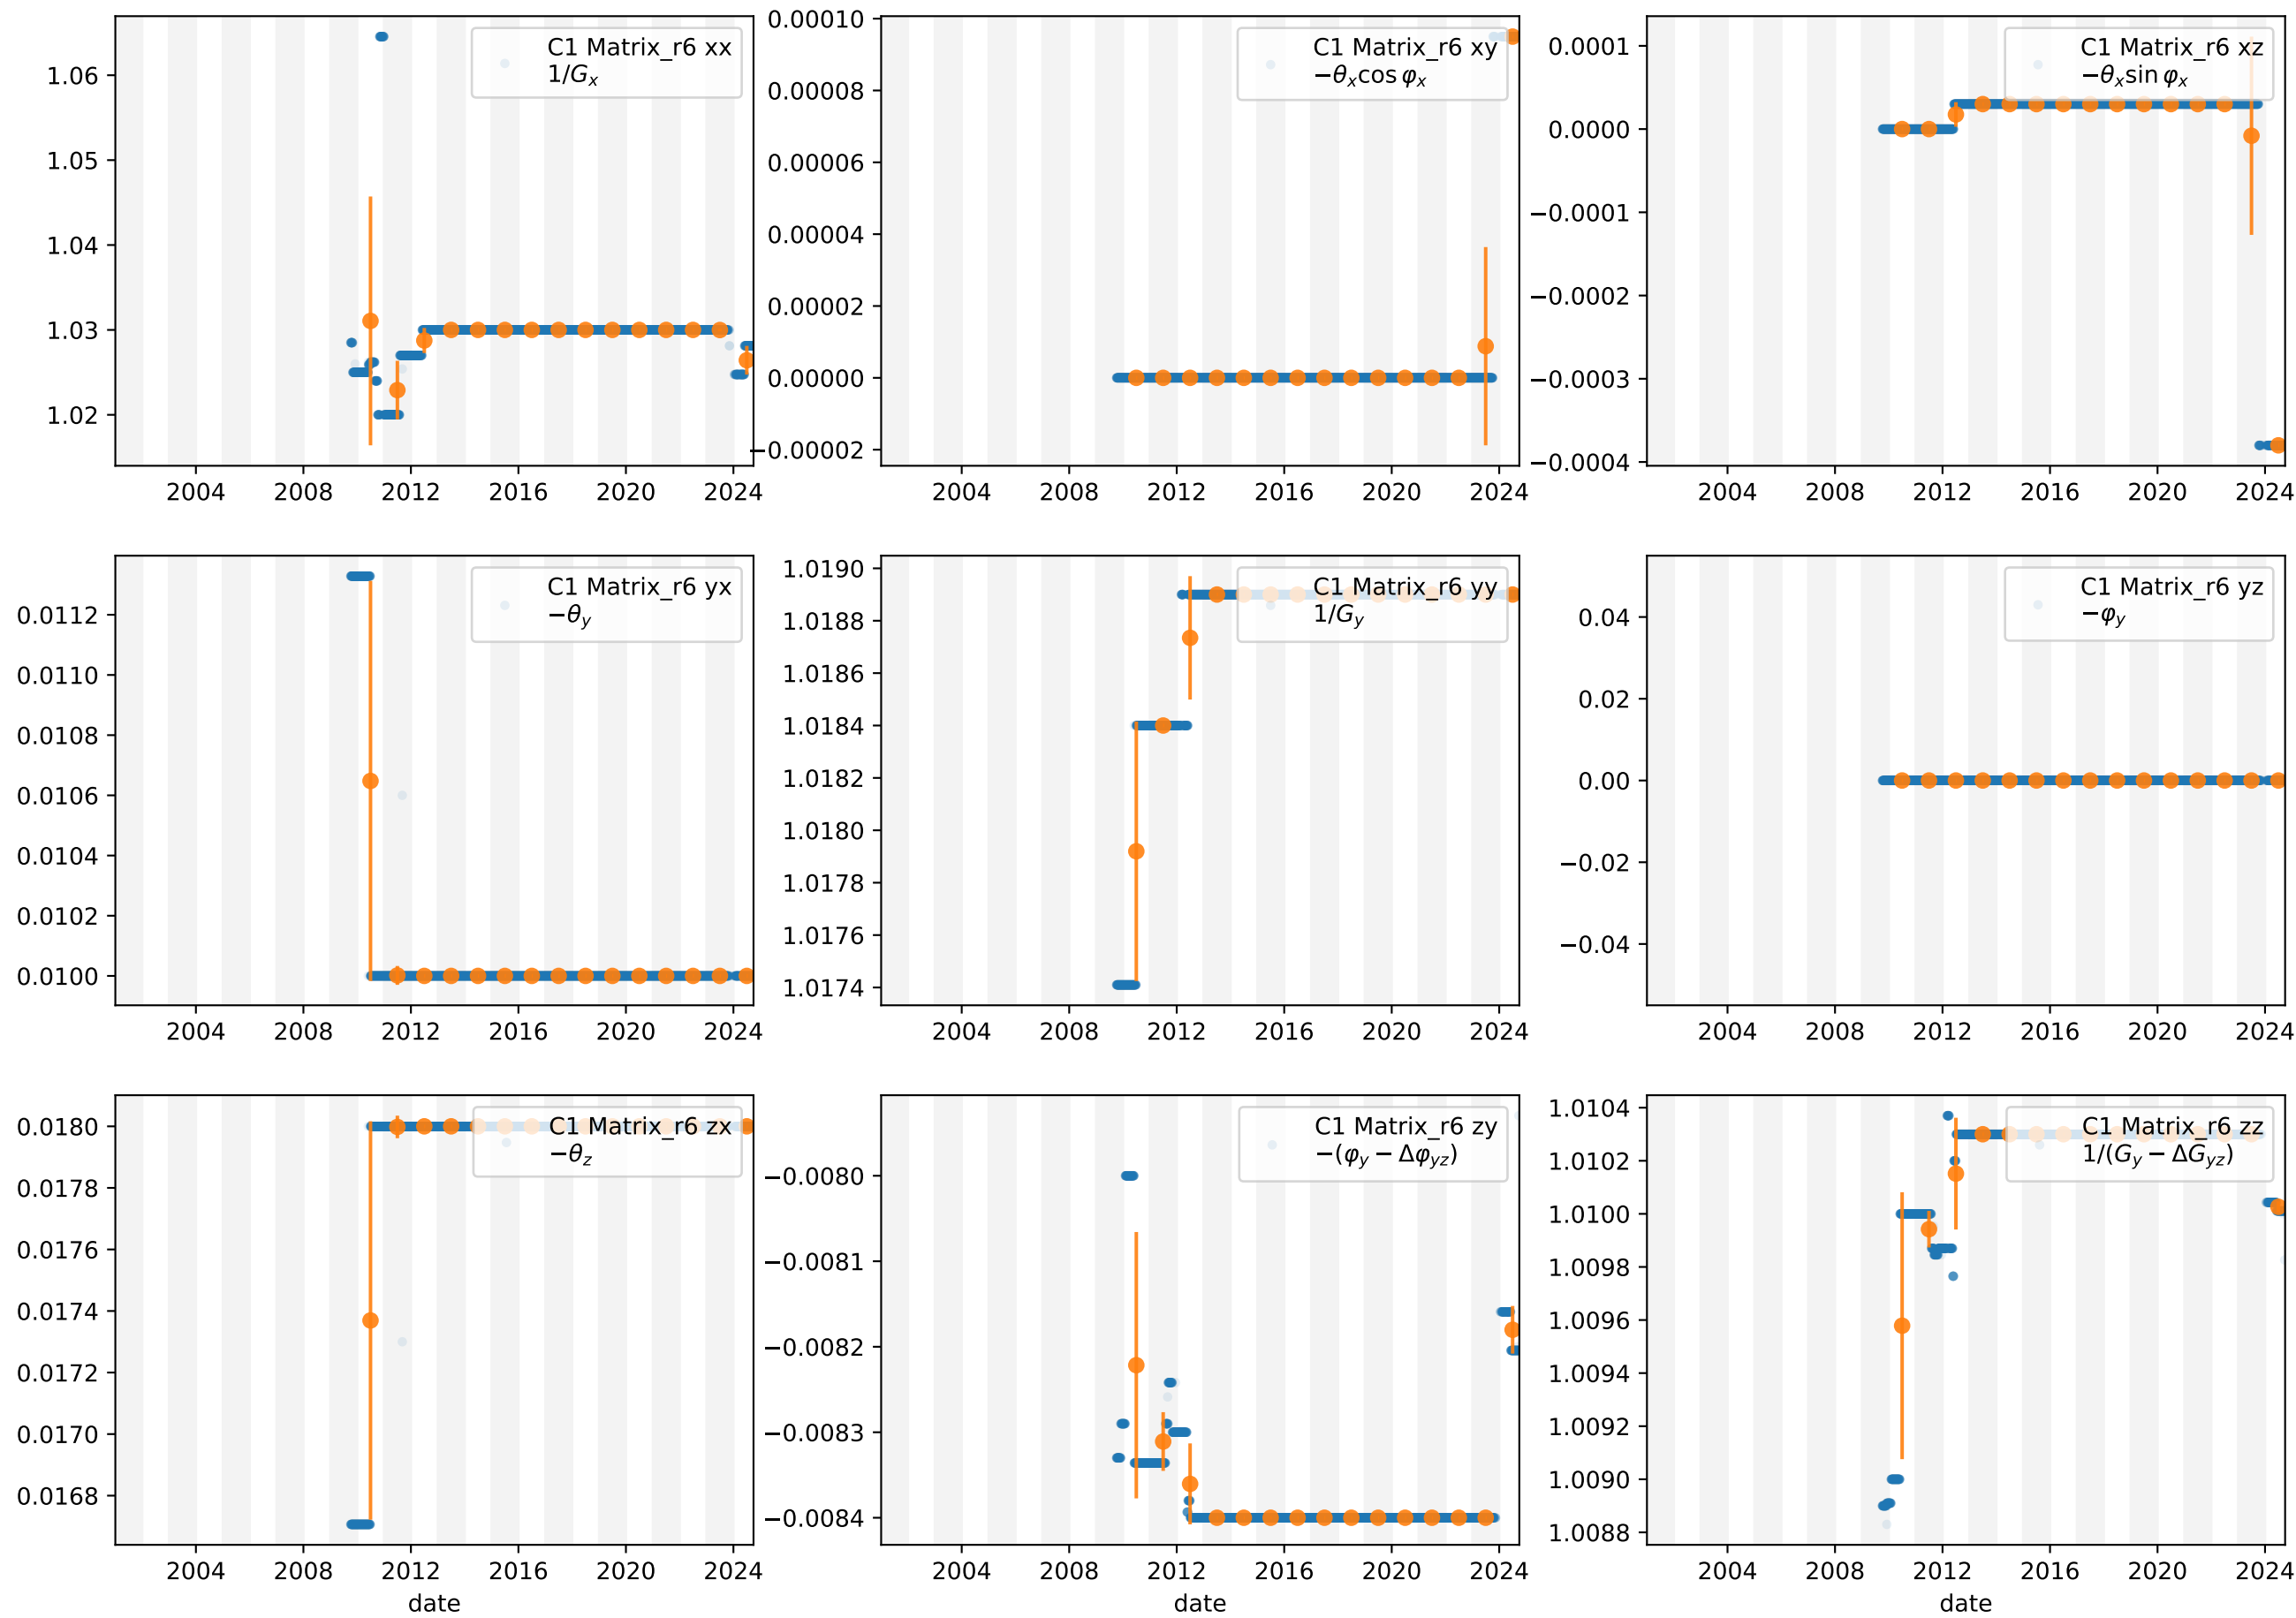 1.06
1.05
1.04
1.03
1.02
2004 2008 2012 2016 2020 2024
C1 Matrix_r6 xx
1/Gₓ
0.00010
0.00008
0.00006
0.00004
0.00002
0.00000
−0.00002
2004 2008 2012 2016 2020 2024
C1 Matrix_r6 xy
−θₓcos φₓ
0.0001
0.0000
−0.0001
−0.0002
−0.0003
−0.0004
2004 2008 2012 2016 2020 2024
C1 Matrix_r6 xz
−θₓsin φₓ
0.0112
0.0110
0.0108
0.0106
0.0104
0.0102
0.0100
2004 2008 2012 2016 2020 2024
C1 Matrix_r6 yx
−θ_y
1.0190
1.0188
1.0186
1.0184
1.0182
1.0180
1.0178
1.0176
1.0174
2004 2008 2012 2016 2020 2024
C1 Matrix_r6 yy
1/G_y
0.04
0.02
0.00
−0.02
−0.04
2004 2008 2012 2016 2020 2024
C1 Matrix_r6 yz
−φ_y
0.0180
0.0178
0.0176
0.0174
0.0172
0.0170
0.0168
2004 2008 2012 2016 2020 2024
date
C1 Matrix_r6 zx
−θ_z
−0.0080
−0.0081
−0.0082
−0.0083
−0.0084
2004 2008 2012 2016 2020 2024
date
C1 Matrix_r6 zy
−(φ_y − Δφ_yz)
1.0104
1.0102
1.0100
1.0098
1.0096
1.0094
1.0092
1.0090
1.0088
2004 2008 2012 2016 2020 2024
date
C1 Matrix_r6 zz
1/(G_y − ΔG_yz)